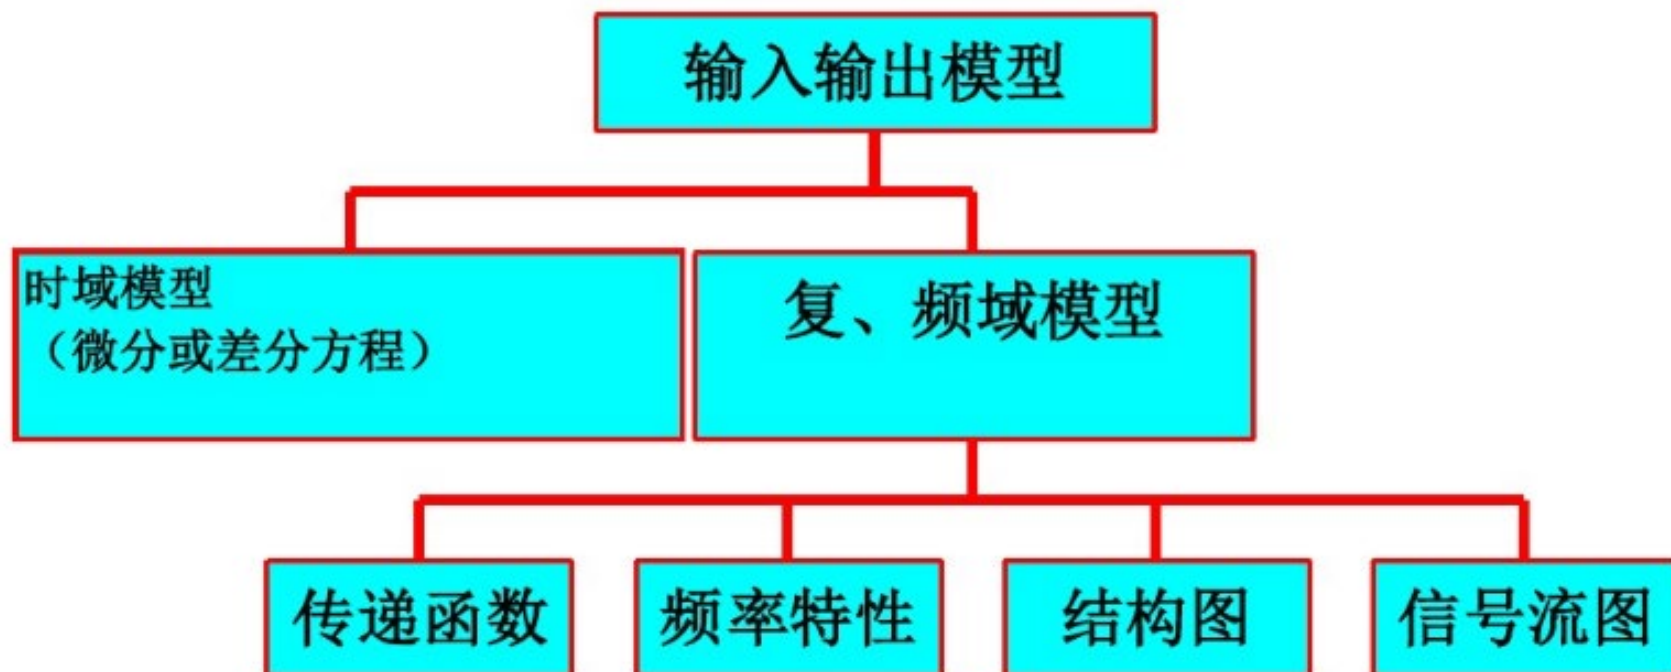 输入输出模型
时域模型
（微分或差分方程）
复、频域模型
传递函数
频率特性
结构图
信号流图